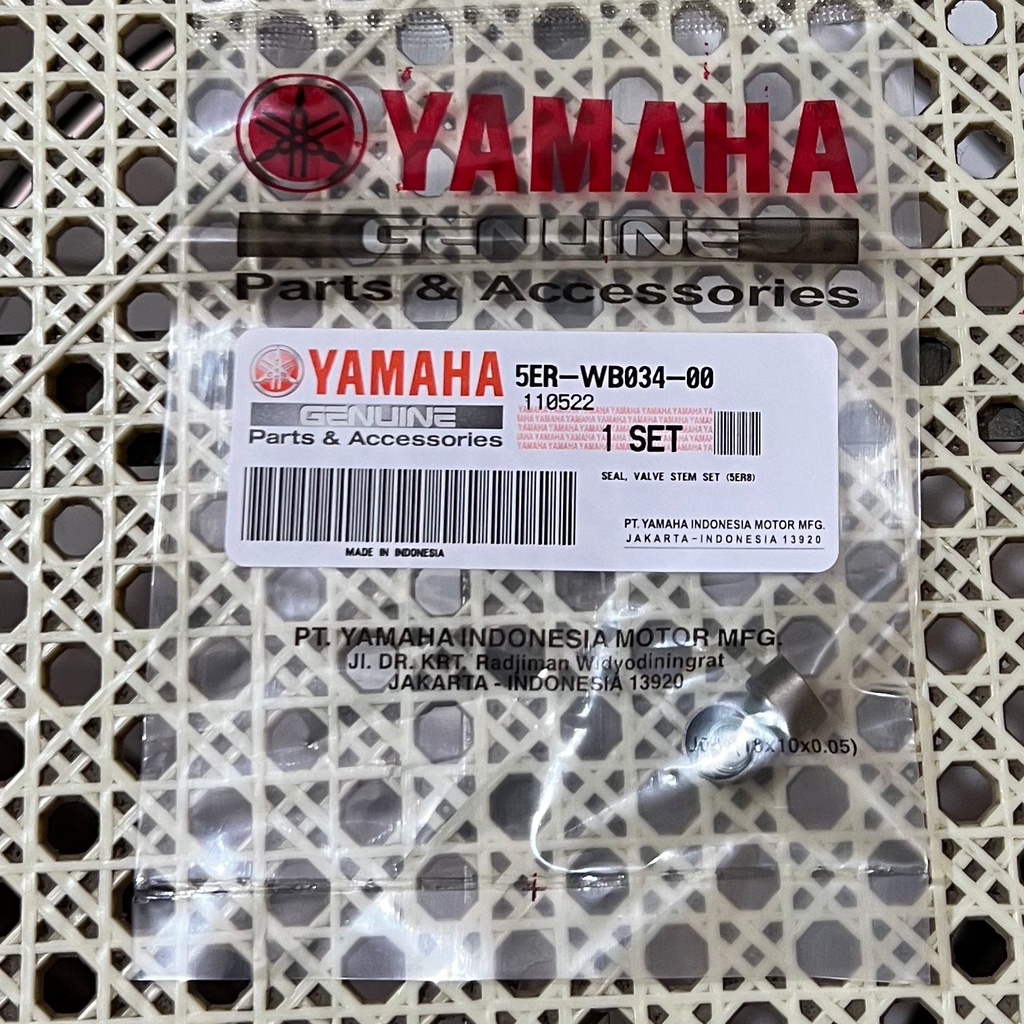 YAMAHA
GENUINE
Parts & Accessories
YAMAHA
GENUINE
Parts & Accessories
5ER-WB034-00
110522
1 SET
SEAL, VALVE STEM SET (5ER8)
MADE IN INDONESIA
PT. YAMAHA INDONESIA MOTOR MFG.
JAKARTA-INDONESIA 13920
PT. YAMAHA INDONESIA MOTOR MFG.
Jl. DR. KRT. Radjiman Widyodiningrat
JAKARTA - INDONESIA 13920
(18x10x0.05)